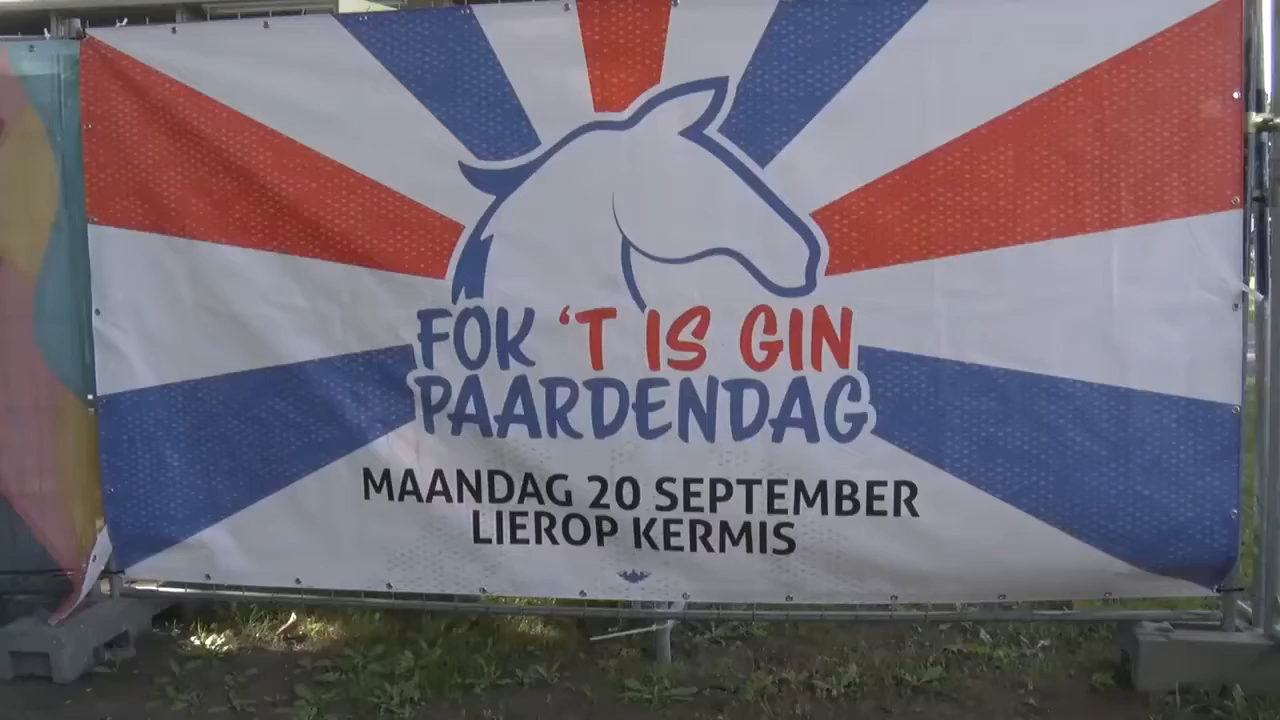 FOK ‘T IS GIN
PAARDENDAG
MAANDAG 20 SEPTEMBER
LIEROP KERMIS